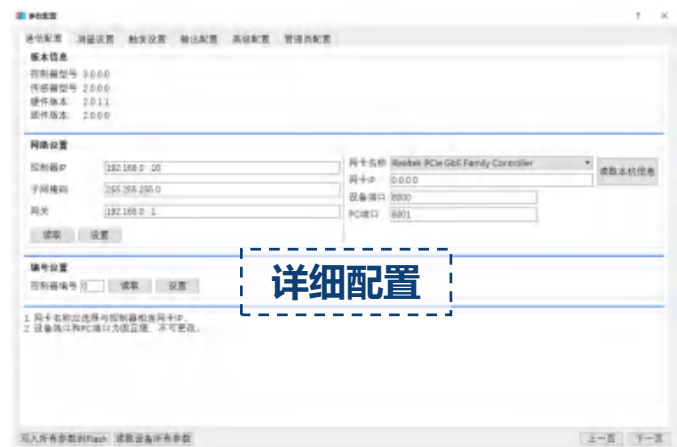 参数配置
通信配置 测量设置 触发设置 输出配置 高级配置 管理员配置
版本信息
控制器型号 3.0.0.0
传感器型号 2.0.0.0
硬件版本 2.0.1.1
固件版本 2.0.0.0
网络设置
控制器IP 192.168.0 .10
子网掩码 255.255.255.0
网关 192.168.0 .1
读取 设置
网卡名称 Realtek PCIe GbE Family Controller
网卡IP 0.0.0.0
设备端口 8000
PC端口 8001
读取本机信息
编号设置
控制器编号 0 读取 设置
详细配置
1. 网卡名称应选择与控制器相连网卡IP。
2. 设备端口和PC端口为固定值，不可更改。
写入所有参数到Flash 读取设备所有参数 上一页 下一页